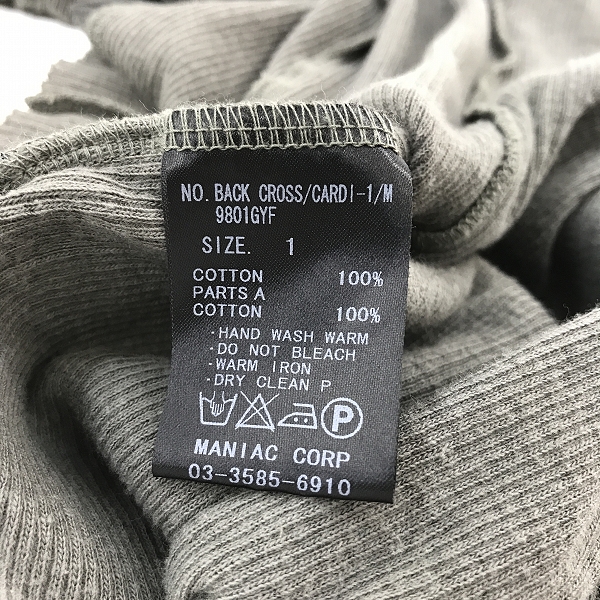 NO. BACK CROSS/CARDI-1/M
9801GYF
SIZE. 1
COTTON 100%
PARTS A
COTTON 100%
·HAND WASH WARM
·DO NOT BLEACH
·WARM IRON
·DRY CLEAN P
P
MANIAC CORP
03-3585-6910